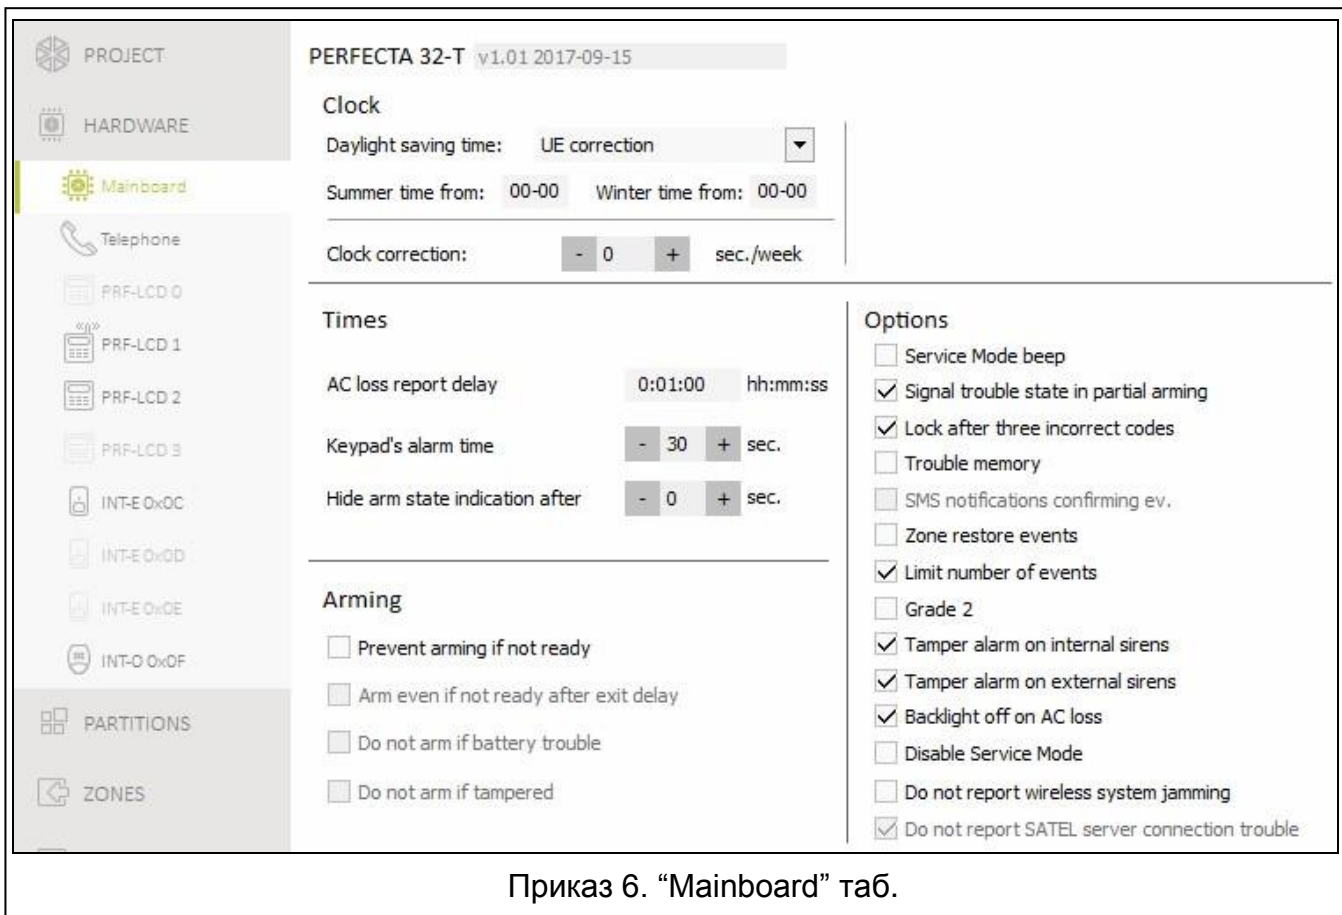 PROJECT
HARDWARE
Mainboard
Telephone
PRF-LCD 0
PRF-LCD 1
PRF-LCD 2
PRF-LCD 3
INT-E 0x0C
INT-E 0x0D
INT-E 0x0E
INT-O 0x0F
PARTITIONS
ZONES
PERFECTA 32-T v1.01 2017-09-15
Clock
Daylight saving time: UE correction
Summer time from: 00-00 Winter time from: 00-00
Clock correction: - 0 + sec./week
Times
AC loss report delay 0:01:00 hh:mm:ss
Keypad's alarm time - 30 + sec.
Hide arm state indication after - 0 + sec.
Arming
Prevent arming if not ready
Arm even if not ready after exit delay
Do not arm if battery trouble
Do not arm if tampered
Options
Service Mode beep
Signal trouble state in partial arming
Lock after three incorrect codes
Trouble memory
SMS notifications confirming ev.
Zone restore events
Limit number of events
Grade 2
Tamper alarm on internal sirens
Tamper alarm on external sirens
Backlight off on AC loss
Disable Service Mode
Do not report wireless system jamming
Do not report SATEL server connection trouble
Приказ 6. “Mainboard” таб.